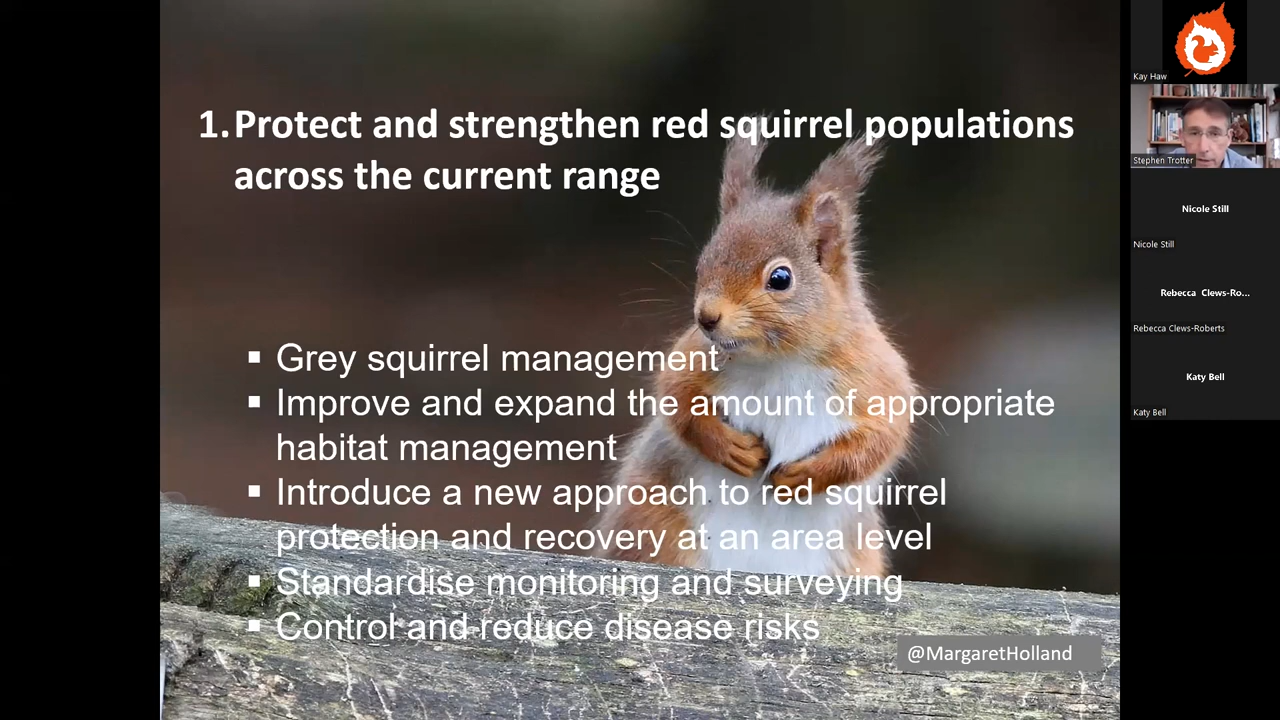 1. Protect and strengthen red squirrel populations
across the current range
▪ Grey squirrel management
▪ Improve and expand the amount of appropriate
habitat management
▪ Introduce a new approach to red squirrel
protection and recovery at an area level
▪ Standardise monitoring and surveying
▪ Control and reduce disease risks
@MargaretHolland
Kay Haw
Stephen Trotter
Nicole Still
Nicole Still
Rebecca Clews-Ro...
Rebecca Clews-Roberts
Katy Bell
Katy Bell